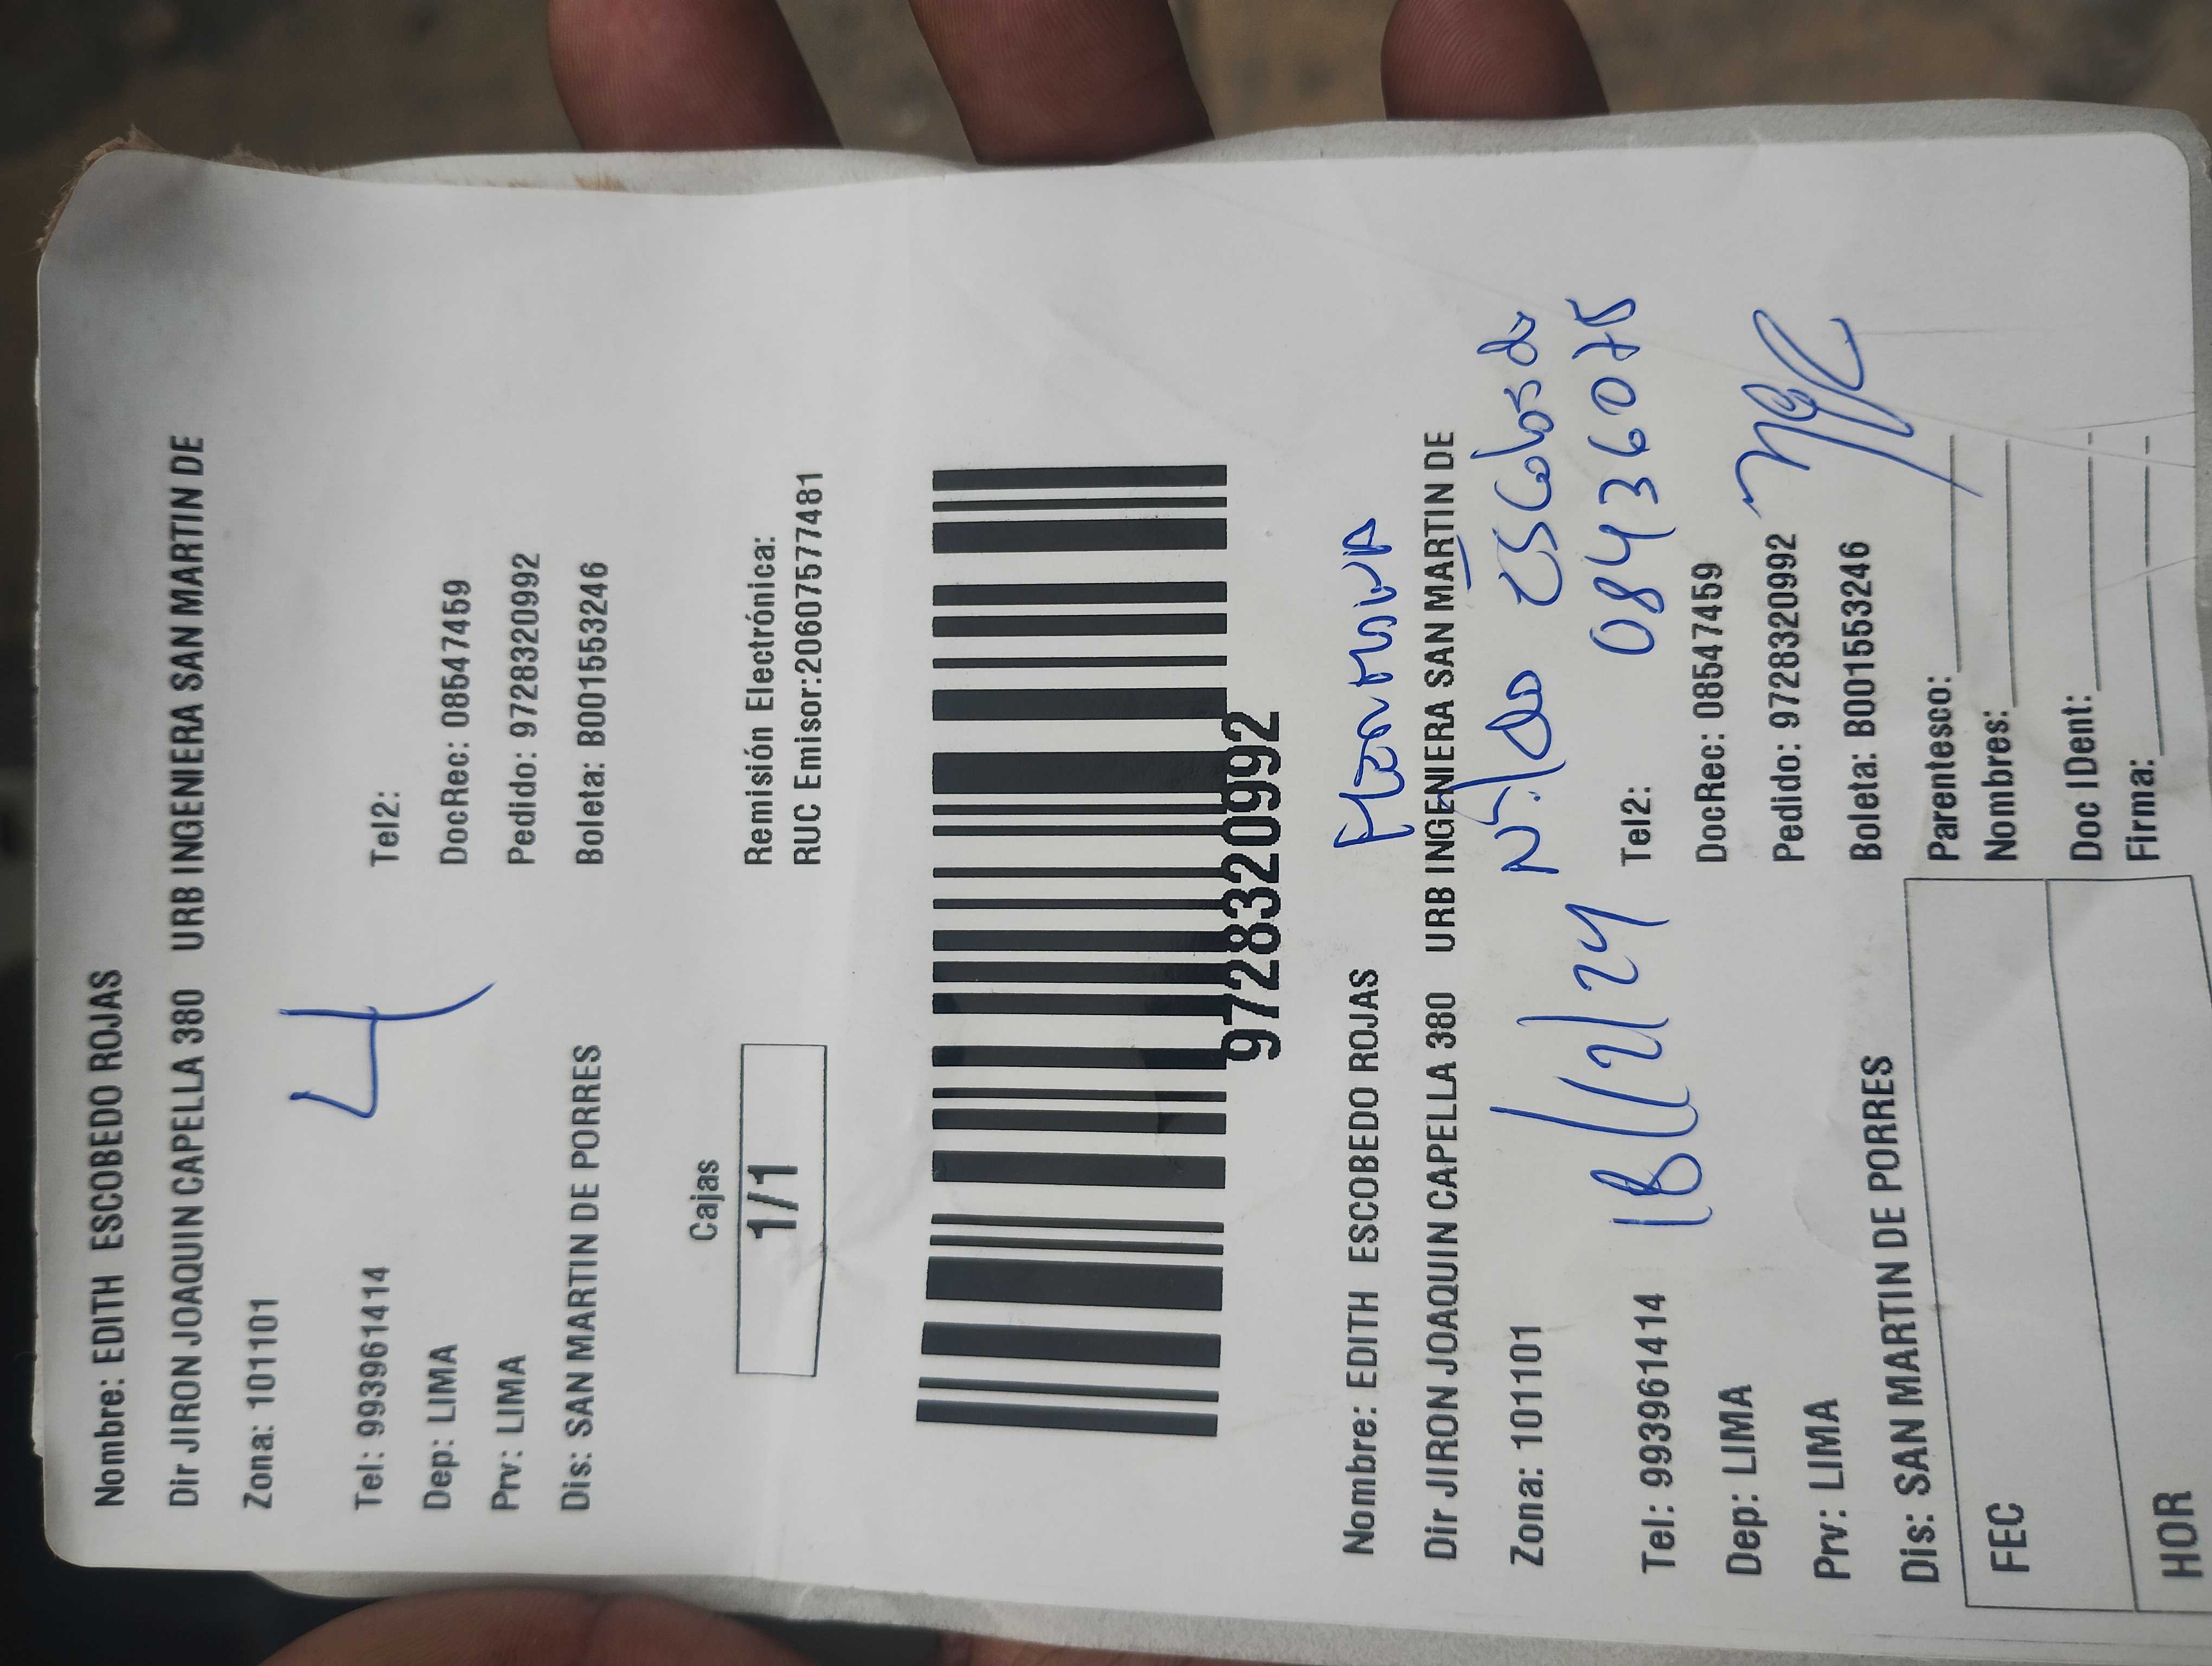 Nombre: EDITH ESCOBEDO ROJAS
Dir JIRON JOAQUIN CAPELLA 380 URB INGENIERA SAN MARTIN DE
Zona: 101101
4
Tel: 993961414 Tel2:
Dep: LIMA DocRec: 08547459
Prv: LIMA Pedido: 9728320992
Dis: SAN MARTIN DE PORRES Boleta: B001553246
Cajas
1/1
Remisión Electrónica:
RUC Emisor:20607577481
9728320992
Nombre: EDITH ESCOBEDO ROJAS
Dir JIRON JOAQUIN CAPELLA 380 URB INGENIERA SAN MARTIN DE
Zona: 101101
18/12/24
08436078
Tel: 993961414 Tel2:
Dep: LIMA DocRec: 08547459
Prv: LIMA Pedido: 9728320992
Dis: SAN MARTIN DE PORRES Boleta: B001553246
FEC Parentesco:
Nombres:
HOR Doc IDent:
Firma: